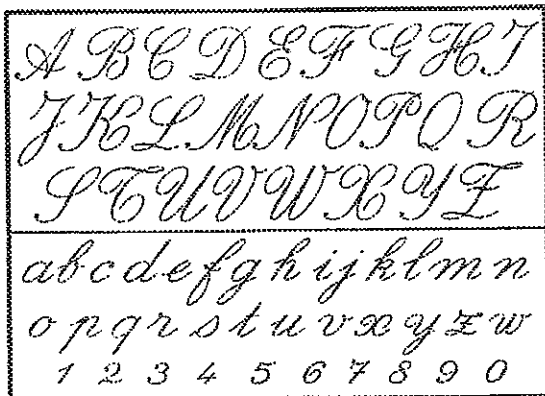 A B C D E F G H I
J K L M N O P Q R
S T U V W X Y Z
a b c d e f g h i j k l m n
o p q r s t u v x y z w
1 2 3 4 5 6 7 8 9 0